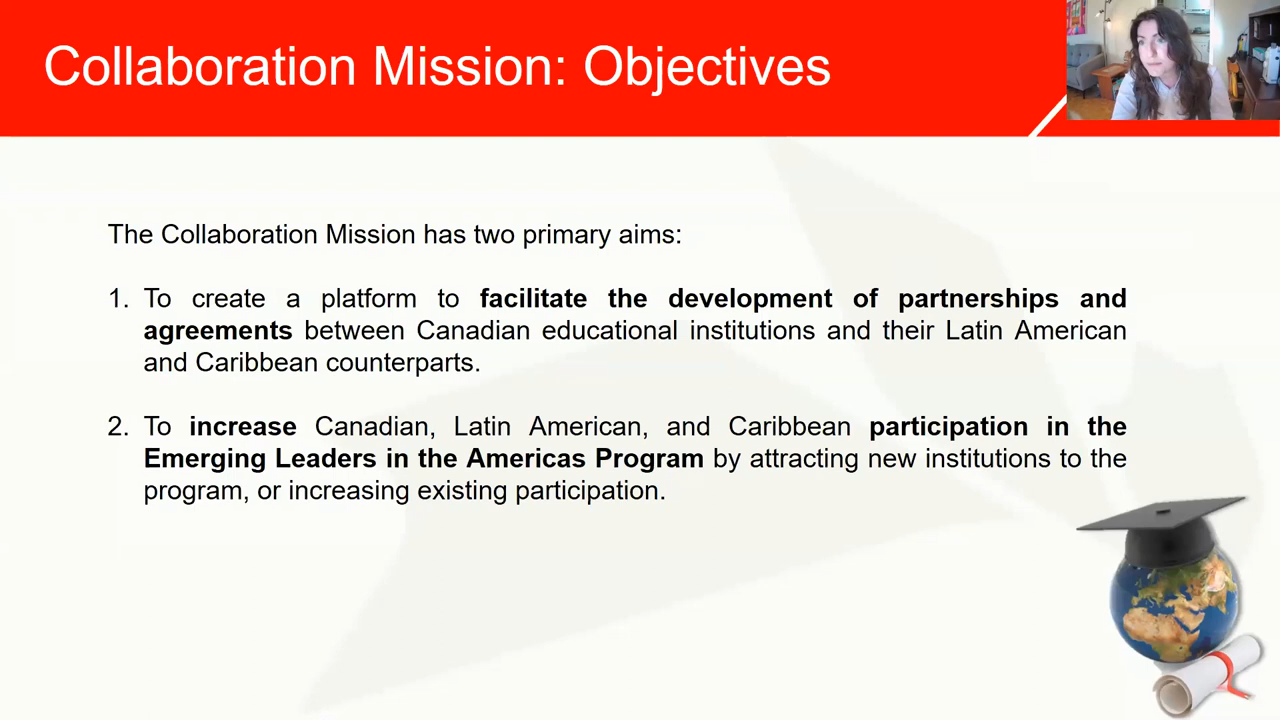 Collaboration Mission: Objectives
The Collaboration Mission has two primary aims:
1. To create a platform to facilitate the development of partnerships and
agreements between Canadian educational institutions and their Latin American
and Caribbean counterparts.
2. To increase Canadian, Latin American, and Caribbean participation in the
Emerging Leaders in the Americas Program by attracting new institutions to the
program, or increasing existing participation.